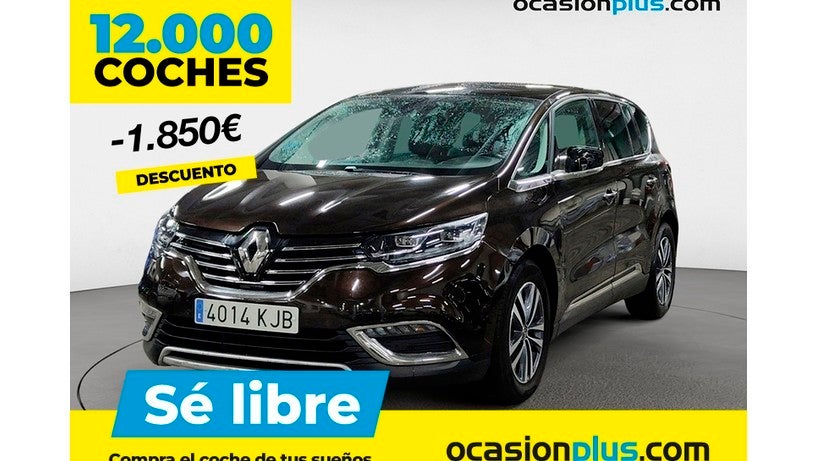 ocasionplus.com
12.000
COCHES
-1.850€
DESCUENTO
4014 KJB
Sé libre
Compra el coche de tus sueños
ocasionplus.com